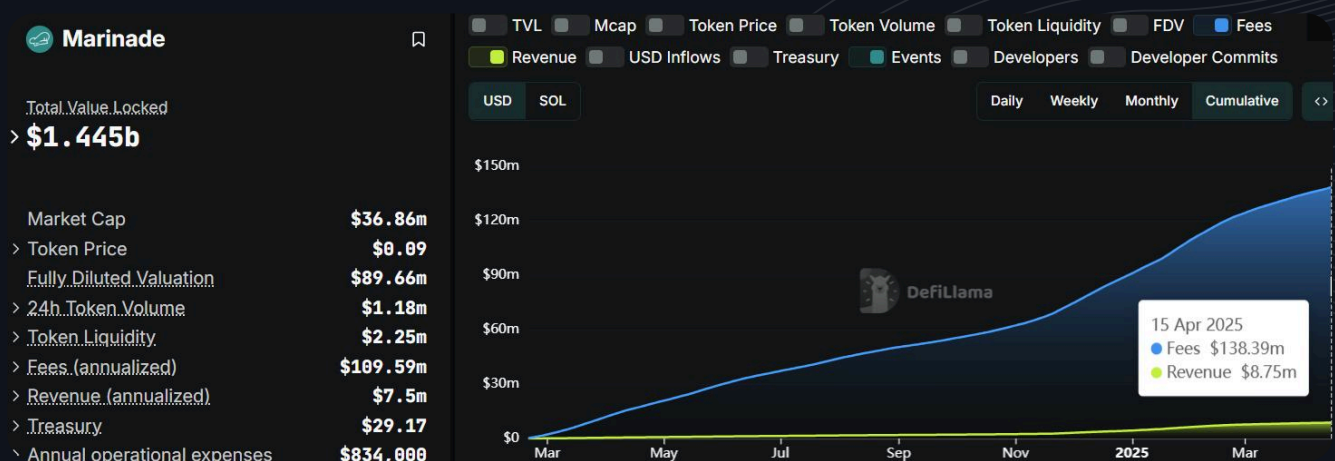 Marinade
Total Value Locked
$1.445b
Market Cap $36.86m
Token Price $0.09
Fully Diluted Valuation $89.66m
24h Token Volume $1.18m
Token Liquidity $2.25m
Fees (annualized) $109.59m
Revenue (annualized) $7.5m
Treasury $29.17
Annual operational expenses $834,000
TVL Mcap Token Price Token Volume Token Liquidity FDV Fees
Revenue USD Inflows Treasury Events Developers Developer Commits
USD SOL Daily Weekly Monthly Cumulative <>
$150m
$120m
$90m
$60m
$30m
$0
DefiLlama
15 Apr 2025
Fees $138.39m
Revenue $8.75m
Mar May Jul Sep Nov 2025 Mar